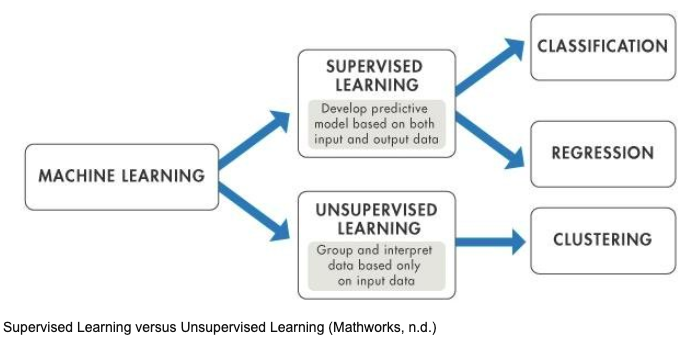 MACHINE LEARNING
SUPERVISED
LEARNING
Develop predictive
model based on both
input and output data
CLASSIFICATION
REGRESSION
UNSUPERVISED
LEARNING
Group and interpret
data based only
on input data
CLUSTERING
Supervised Learning versus Unsupervised Learning (Mathworks, n.d.)